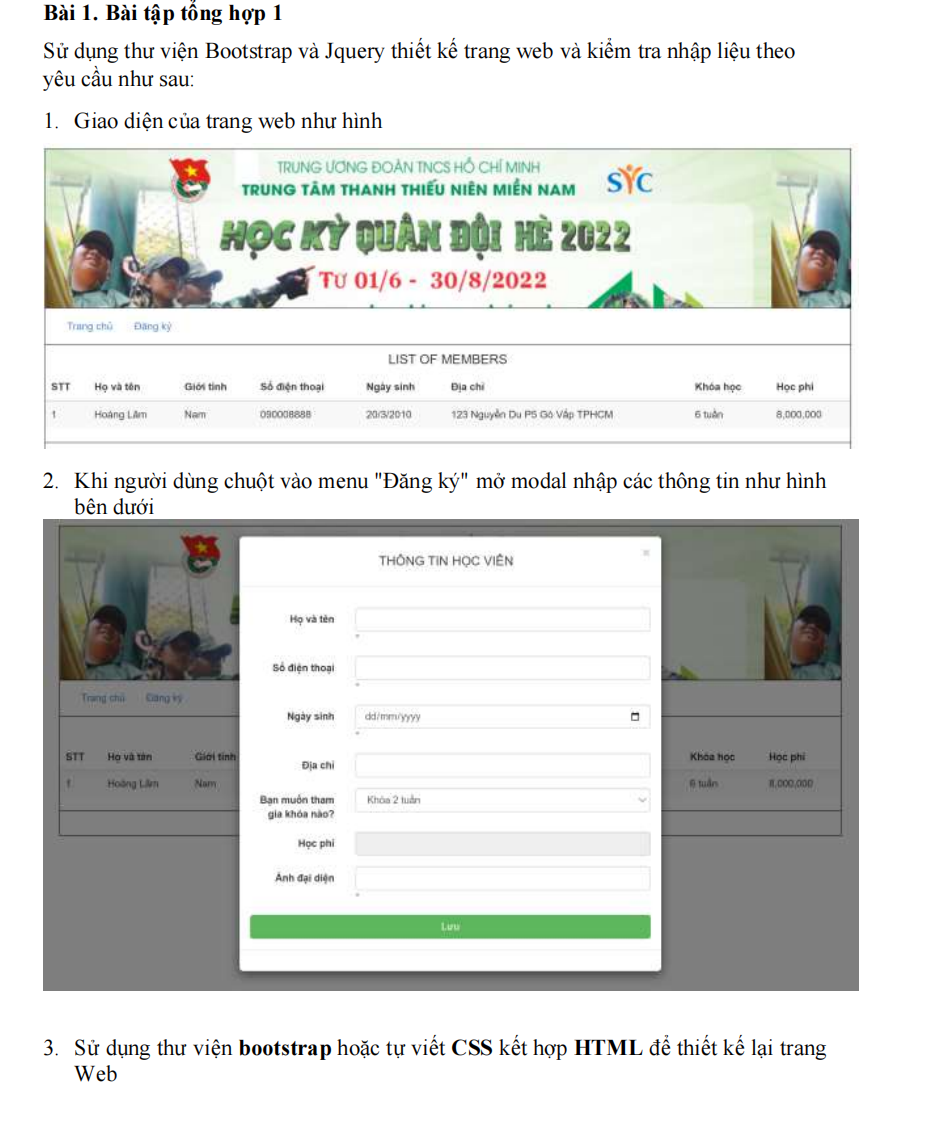 Bài 1. Bài tập tổng hợp 1
Sử dụng thư viện Bootstrap và Jquery thiết kế trang web và kiểm tra nhập liệu theo
yêu cầu như sau:
1. Giao diện của trang web như hình
TRUNG ƯƠNG ĐOÀN TNCS HỒ CHÍ MINH
TRUNG TÂM THANH THIẾU NIÊN MIỀN NAM
SYC
HỌC KỲ QUÂN ĐỘI HÈ 2022
TỪ 01/6 - 30/8/2022
Trang chủ Đăng ký
LIST OF MEMBERS
STT Họ và tên Giới tính Số điện thoại Ngày sinh Địa chỉ Khóa học Học phí
1 Hoàng Lâm Nam 090008888 20/3/2010 123 Nguyễn Du P5 Gò Vấp TPHCM 6 tuần 8,000,000
2. Khi người dùng chuột vào menu "Đăng ký" mở modal nhập các thông tin như hình
bên dưới
THÔNG TIN HỌC VIÊN
Họ và tên
*
Số điện thoại
*
Ngày sinh dd/mm/yyyy
*
Địa chỉ
Bạn muốn tham
gia khóa nào?
Khóa 2 tuần
Học phí
Ảnh đại diện
*
Lưu
Trang chủ Đăng ký
STT Họ và tên Giới tính Khóa học Học phí
1 Hoàng Lâm Nam 6 tuần 8,000,000
3. Sử dụng thư viện bootstrap hoặc tự viết CSS kết hợp HTML để thiết kế lại trang
Web